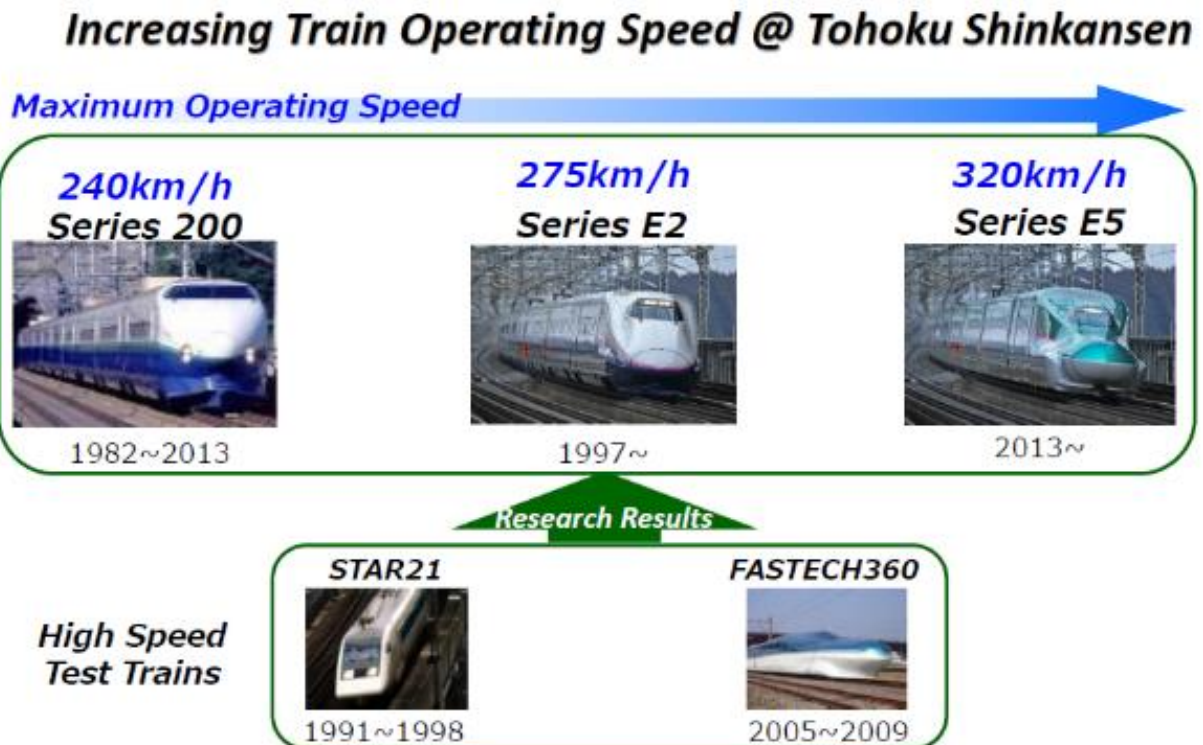 Increasing Train Operating Speed @ Tohoku Shinkansen
Maximum Operating Speed
240km/h
Series 200
1982~2013
275km/h
Series E2
1997~
320km/h
Series E5
2013~
Research Results
High Speed
Test Trains
STAR21
1991~1998
FASTECH360
2005~2009